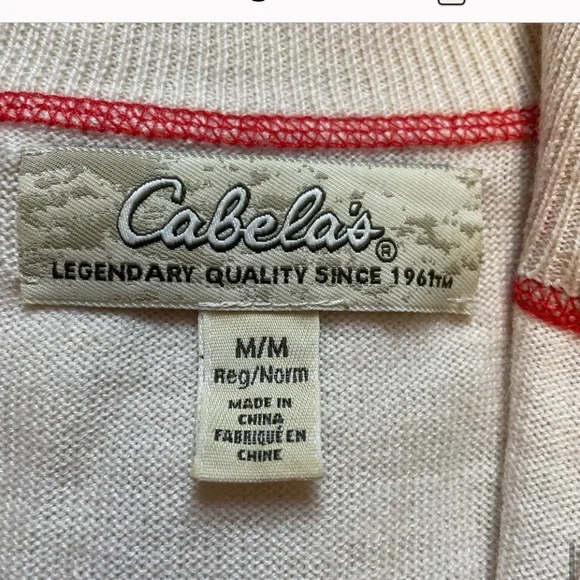 Cabela's®
LEGENDARY QUALITY SINCE 1961™
M/M
Reg/Norm
MADE IN
CHINA
FABRIQUÉ EN
CHINE